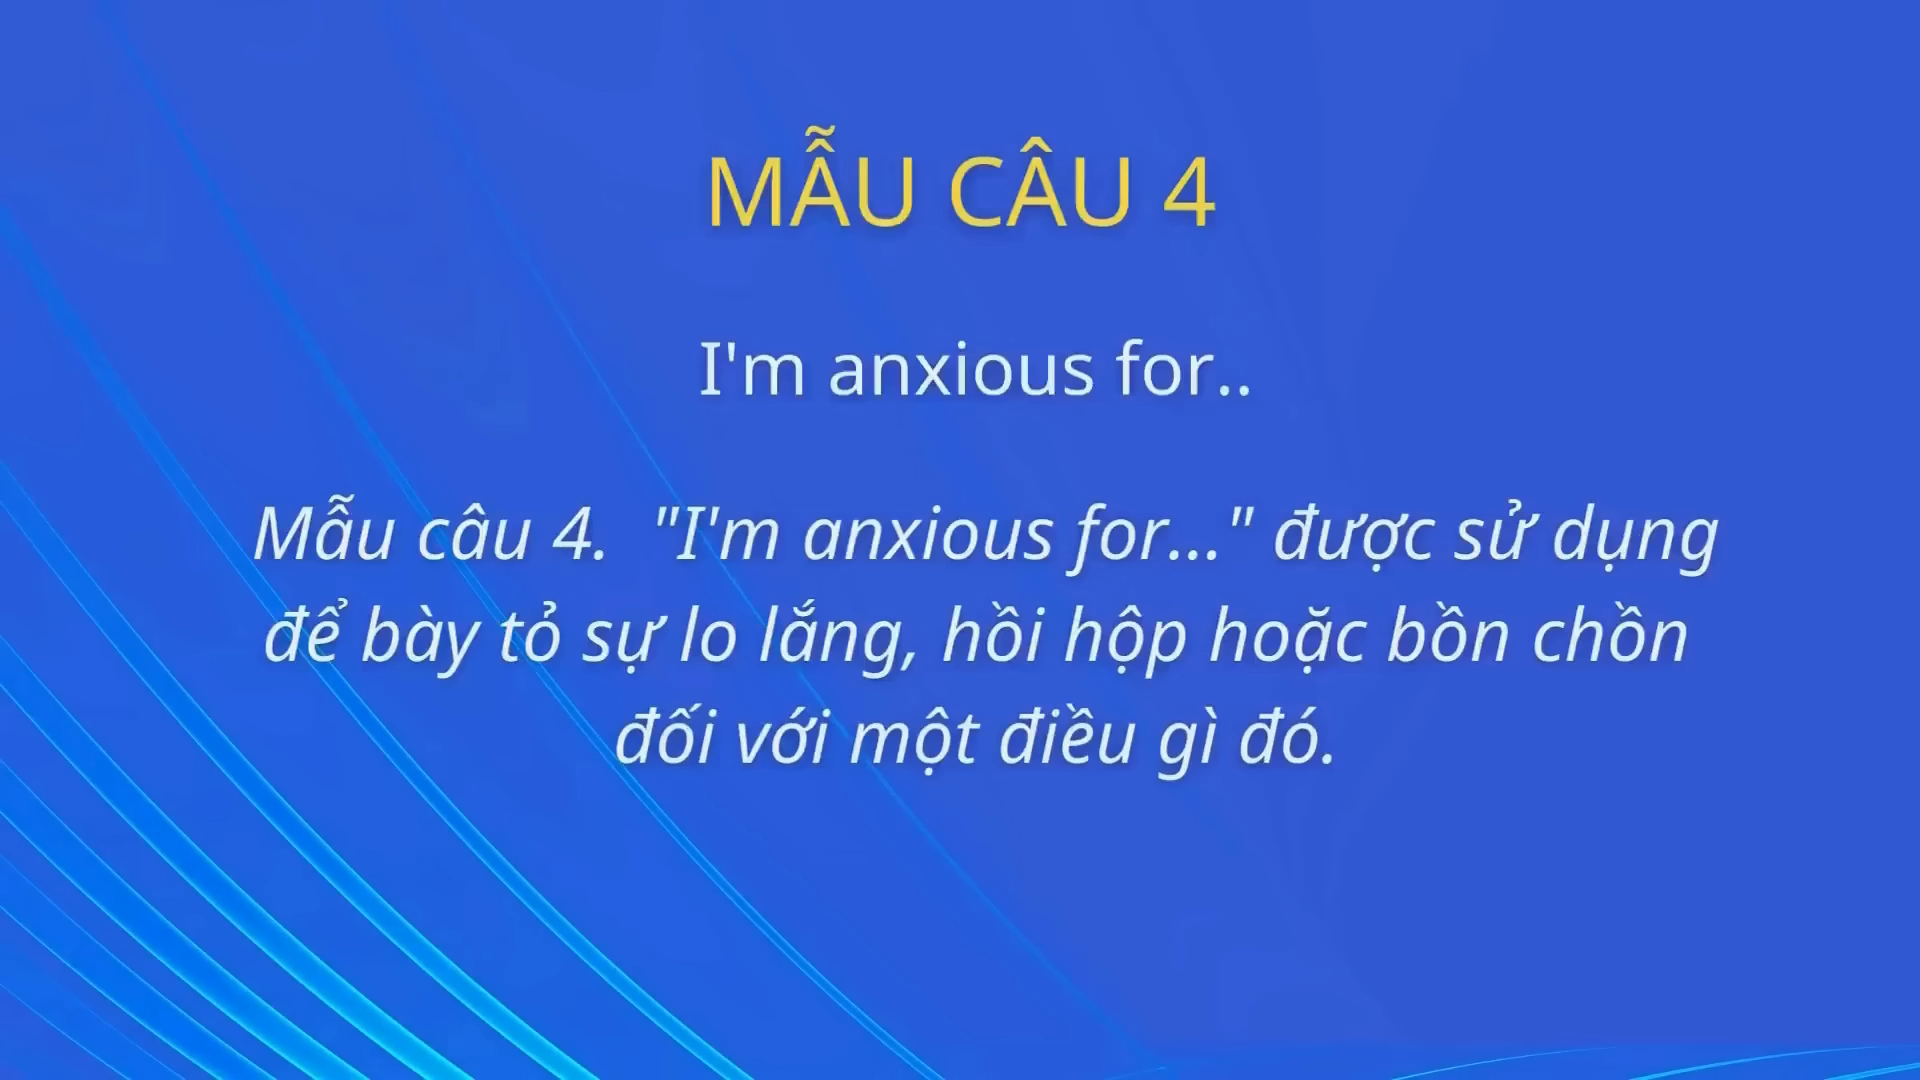 MẪU CÂU 4
I'm anxious for..
Mẫu câu 4.  "I'm anxious for..." được sử dụng
để bày tỏ sự lo lắng, hồi hộp hoặc bồn chồn
đối với một điều gì đó.